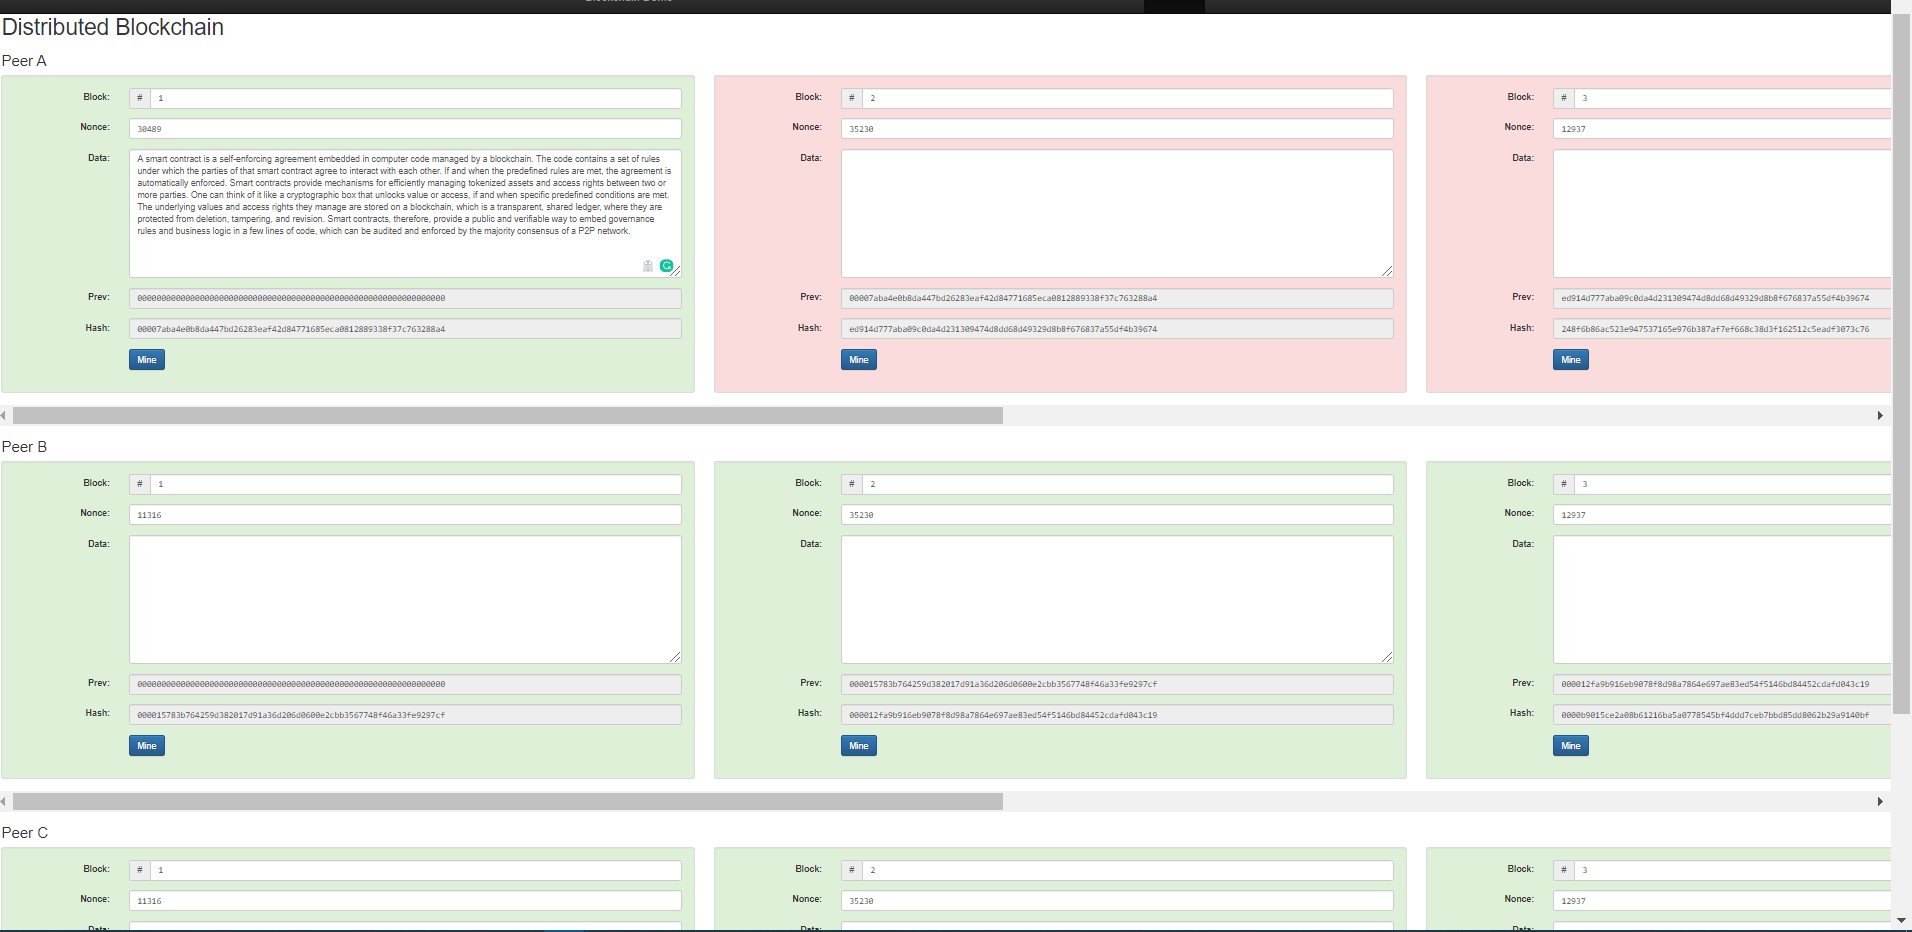 Distributed Blockchain
Peer A
Block: # 1
Nonce: 30489
Data: A smart contract is a self-enforcing agreement embedded in computer code managed by a blockchain. The code contains a set of rules
under which the parties of that smart contract agree to interact with each other. If and when the predefined rules are met, the agreement is
automatically enforced. Smart contracts provide mechanisms for efficiently managing tokenized assets and access rights between two or
more parties. One can think of it like a cryptographic box that unlocks value or access, if and when specific predefined conditions are met.
The underlying values and access rights they manage are stored on a blockchain, which is a transparent, shared ledger, where they are
protected from deletion, tampering, and revision. Smart contracts, therefore, provide a public and verifiable way to embed governance
rules and business logic in a few lines of code, which can be audited and enforced by the majority consensus of a P2P network.
Prev: 0000000000000000000000000000000000000000000000000000000000000000
Hash: 00007aba4e0b8da447bd26283eaf42d84771685eca0812889338f37c763288a4
Mine
Block: # 2
Nonce: 35230
Data:
Prev: 00007aba4e0b8da447bd26283eaf42d84771685eca0812889338f37c763288a4
Hash: ed914d777aba09c0da4d231309474d8dd68d49329d8b8f676837a55df4b39674
Mine
Block: # 3
Nonce: 12937
Data:
Prev: ed914d777aba09c0da4d231309474d8dd68d49329d8b8f676837a55df4b39674
Hash: 248f6b86ac523e947537165e976b387af7ef668c38d3f162512c5eadf3073c76
Mine
Peer B
Block: # 1
Nonce: 11316
Data:
Prev: 0000000000000000000000000000000000000000000000000000000000000000
Hash: 000015783b764259d382017d91a36d206d0600e2cbb3567748f46a33fe9297cf
Mine
Block: # 2
Nonce: 35230
Data:
Prev: 000015783b764259d382017d91a36d206d0600e2cbb3567748f46a33fe9297cf
Hash: 000012fa9b916eb9078f8d98a7864e697ae83ed54f5146bd84452cdafd043c19
Mine
Block: # 3
Nonce: 12937
Data:
Prev: 000012fa9b916eb9078f8d98a7864e697ae83ed54f5146bd84452cdafd043c19
Hash: 0000b9015ce2a08b61216ba5a0778545bf4ddd7ceb7bbd85dd8062b29a9140bf
Mine
Peer C
Block: # 1
Nonce: 11316
Data:
Block: # 2
Nonce: 35230
Data:
Block: # 3
Nonce: 12937
Data: